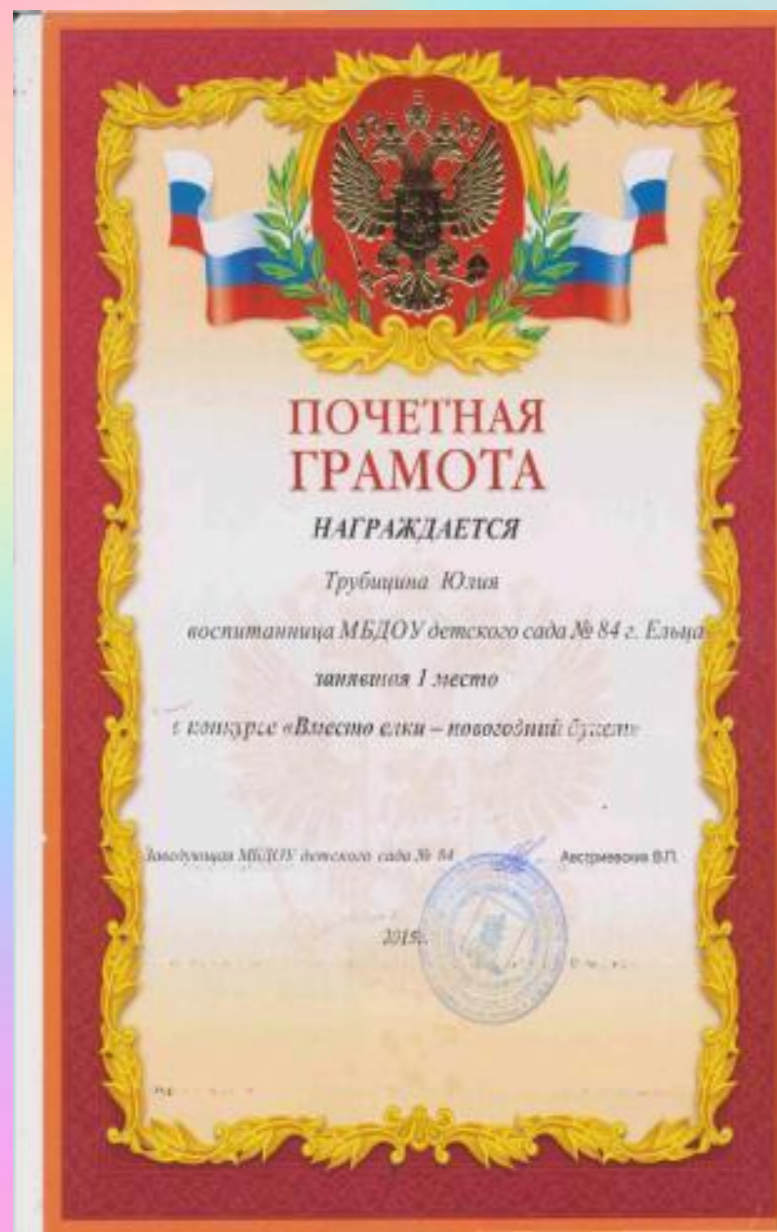 ПОЧЕТНАЯ
ГРАМОТА
НАГРАЖДАЕТСЯ
Трубицина Юлия
воспитанница МБДОУ детского сада № 84 г. Ельца
занявшая 1 место
в конкурсе «Вместо елки – новогодний букет»
Заведующая МБДОУ детского сада № 84
В.П.